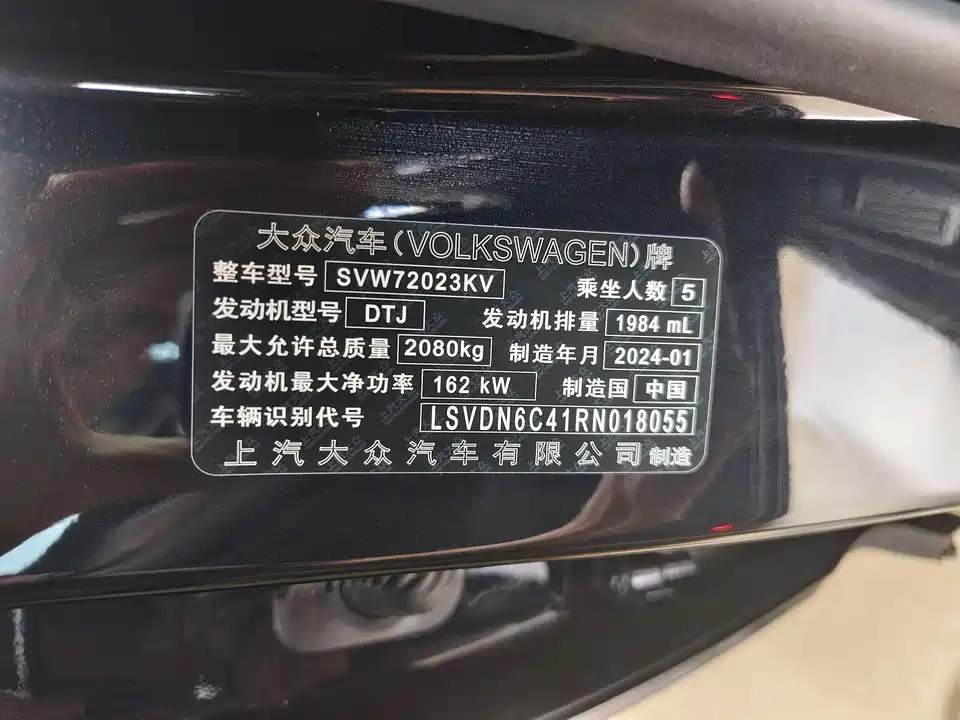 大众汽车(VOLKSWAGEN)牌
整车型号 SVW72023KV 乘坐人数 5
发动机型号 DTJ 发动机排量 1984 mL
最大允许总质量 2080kg 制造年月 2024-01
发动机最大净功率 162 kW 制造国 中国
车辆识别代号 LSVDN6C41RN018055
上汽大众汽车有限公司 制造